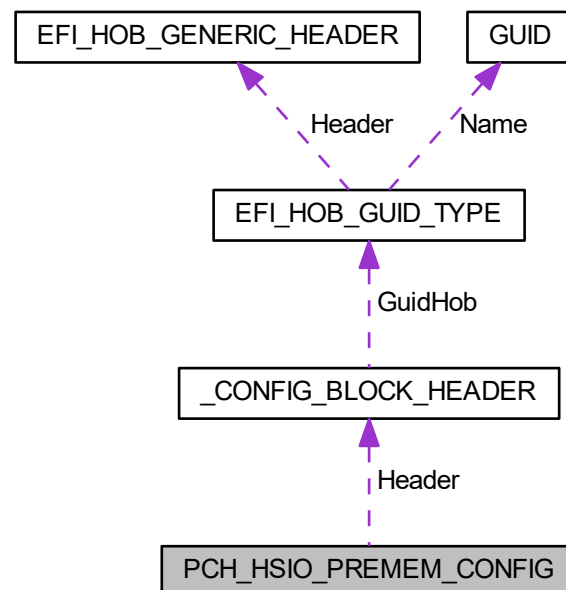 EFI_HOB_GENERIC_HEADER
GUID
Header
Name
EFI_HOB_GUID_TYPE
GuidHob
_CONFIG_BLOCK_HEADER
Header
PCH_HSIO_PREMEM_CONFIG